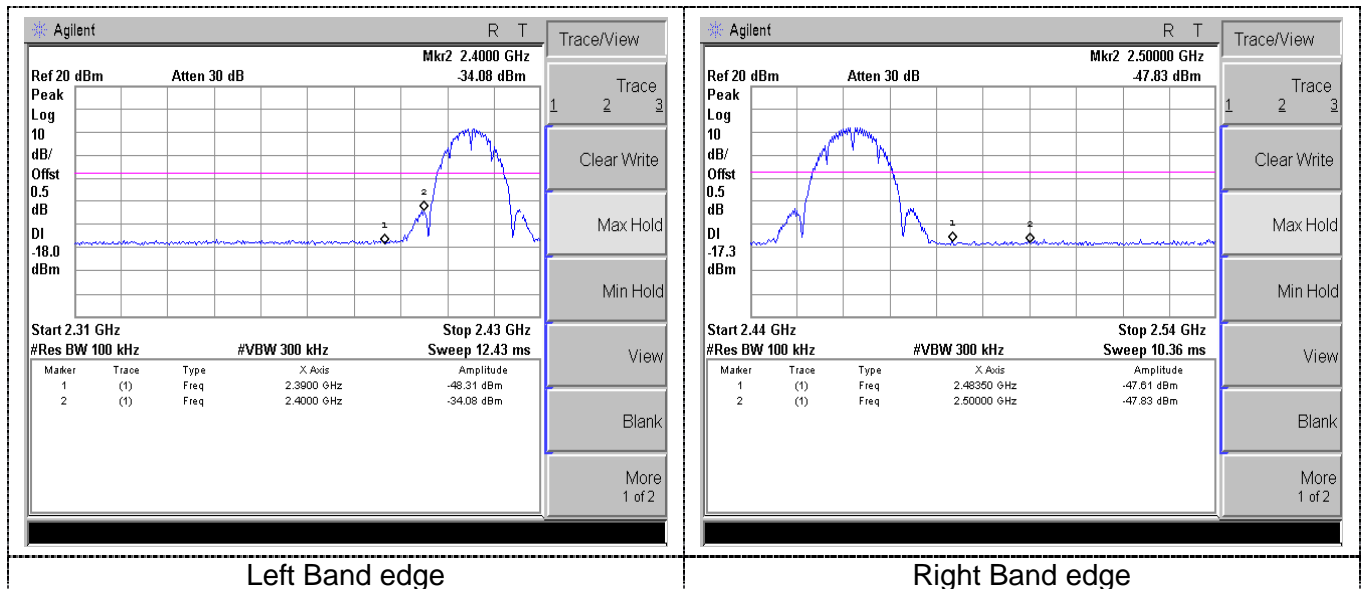 Agilent R T
Trace/View
Mkr2 2.4000 GHz
Ref 20 dBm Atten 30 dB -34.08 dBm
Peak
Log
10
dB/
Offst
0.5
dB
DI
-18.0
dBm
1
2
Start 2.31 GHz Stop 2.43 GHz
#Res BW 100 kHz #VBW 300 kHz Sweep 12.43 ms
Marker Trace Type X Axis Amplitude
1 (1) Freq 2.3900 GHz -48.31 dBm
2 (1) Freq 2.4000 GHz -34.08 dBm
Trace
1 2 3
Clear Write
Max Hold
Min Hold
View
Blank
More
1 of 2
Left Band edge
Agilent R T
Trace/View
Mkr2 2.50000 GHz
Ref 20 dBm Atten 30 dB -47.83 dBm
Peak
Log
10
dB/
Offst
0.5
dB
DI
-17.3
dBm
1
2
Start 2.44 GHz Stop 2.54 GHz
#Res BW 100 kHz #VBW 300 kHz Sweep 10.36 ms
Marker Trace Type X Axis Amplitude
1 (1) Freq 2.48350 GHz -47.61 dBm
2 (1) Freq 2.50000 GHz -47.83 dBm
Trace
1 2 3
Clear Write
Max Hold
Min Hold
View
Blank
More
1 of 2
Right Band edge